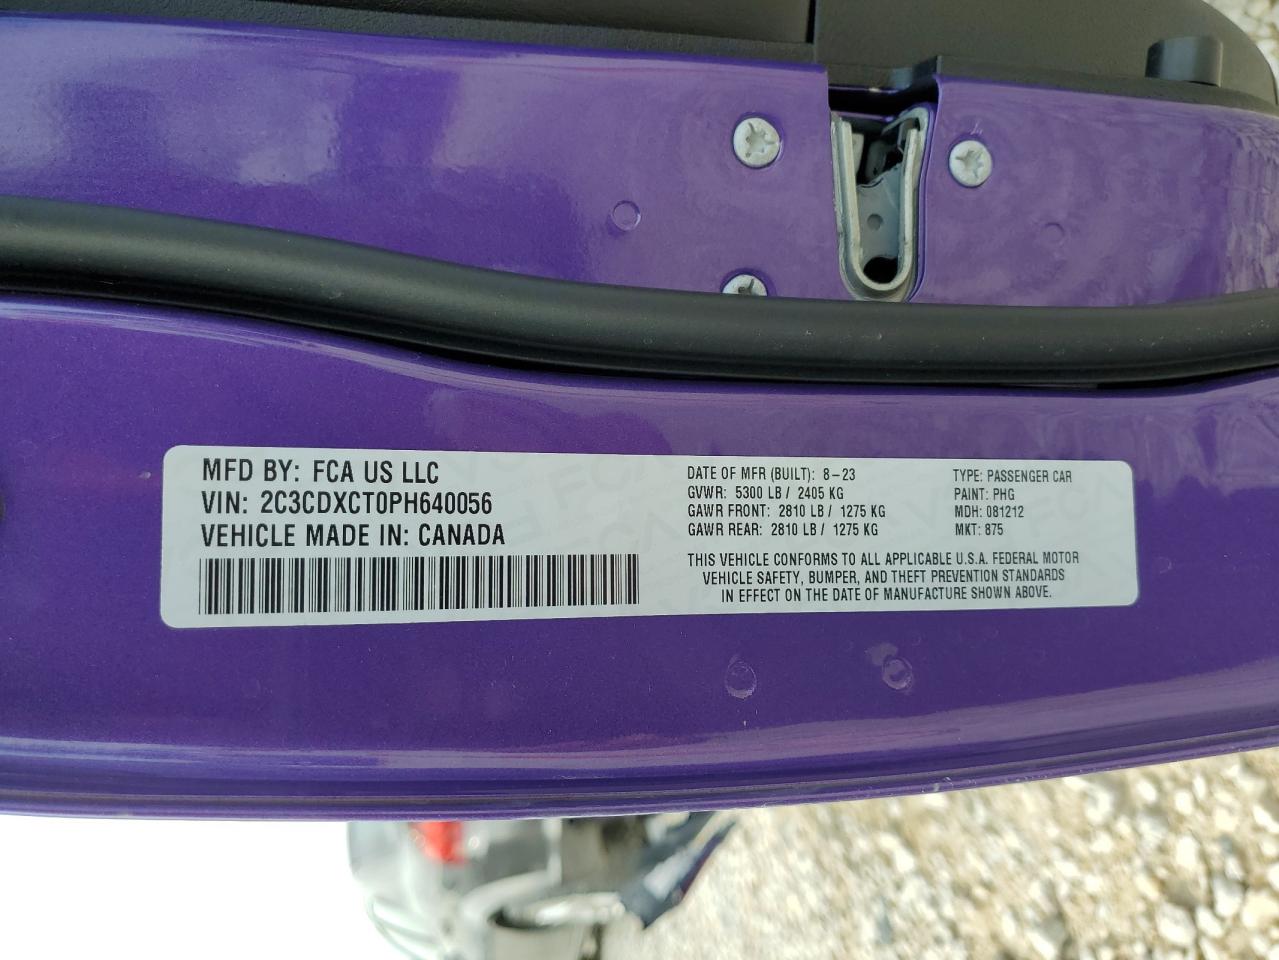 MFD BY: FCA US LLC
VIN: 2C3CDXCT0PH640056
VEHICLE MADE IN: CANADA
DATE OF MFR (BUILT): 8-23
GVWR: 5300 LB / 2405 KG
GAWR FRONT: 2810 LB / 1275 KG
GAWR REAR: 2810 LB / 1275 KG
TYPE: PASSENGER CAR
PAINT: PHG
MDH: 081212
MKT: 875
THIS VEHICLE CONFORMS TO ALL APPLICABLE U.S.A. FEDERAL MOTOR
VEHICLE SAFETY, BUMPER, AND THEFT PREVENTION STANDARDS
IN EFFECT ON THE DATE OF MANUFACTURE SHOWN ABOVE.